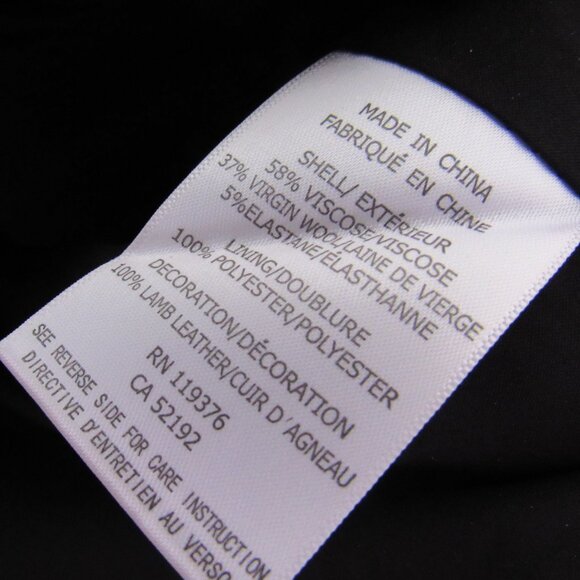 MADE IN CHINA
FABRIQUÉ EN CHINE
SHELL/ EXTÉRIEUR
58% VISCOSE/VISCOSE
37% VIRGIN WOOL/LAINE DE VIERGE
5%ELASTANE/ÉLASTHANNE
LINING/DOUBLURE
100% POLYESTER/POLYESTER
DECORATION/DÉCORATION
100% LAMB LEATHER/CUIR D'AGNEAU
RN 119376
CA 52192
SEE REVERSE SIDE FOR CARE INSTRUCTION
DIRECTIVE D'ENTRETIEN AU VERSO